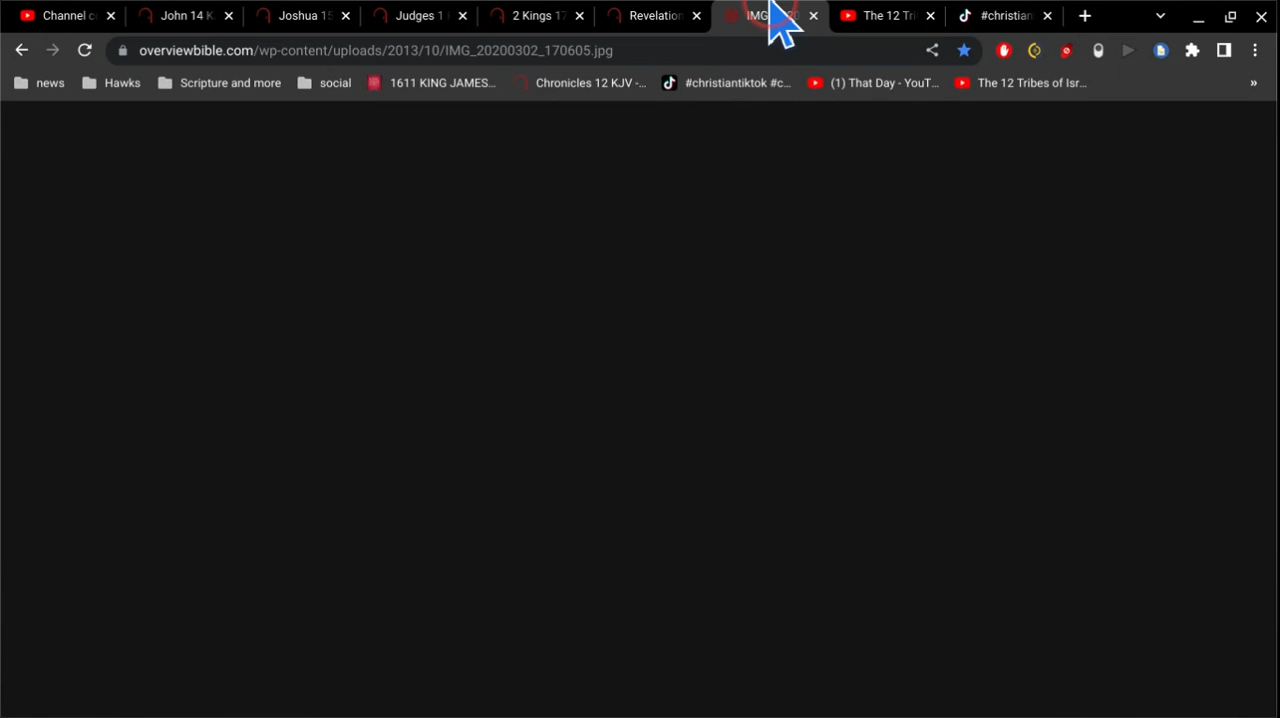 Channel c John 14 K Joshua 15 Judges 1 2 Kings 17 Revelation IMG The 12 Tri #christian
overviewbible.com/wp-content/uploads/2013/10/IMG_20200302_170605.jpg
news Hawks Scripture and more social 1611 KING JAMES... Chronicles 12 KJV -... #christiantiktok #c... (1) That Day - YouT... The 12 Tribes of Isr... »